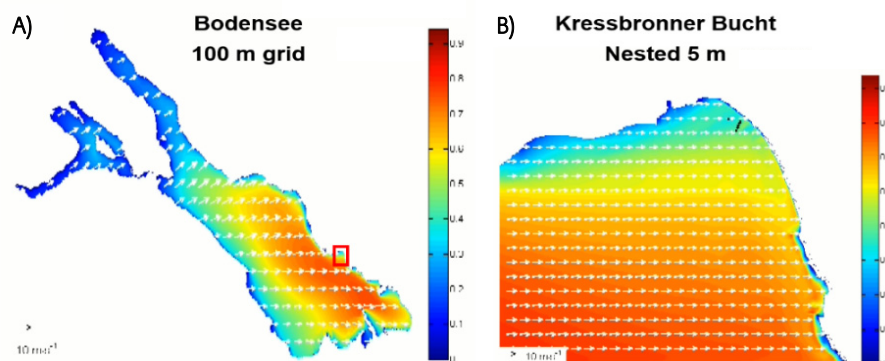 A)
Bodensee
100 m grid
0.9
0.8
0.7
0.6
0.5
0.4
0.3
0.2
0.1
0
>
10 ms⁻¹
B)
Kressbronner Bucht
Nested 5 m
>
10 ms⁻¹